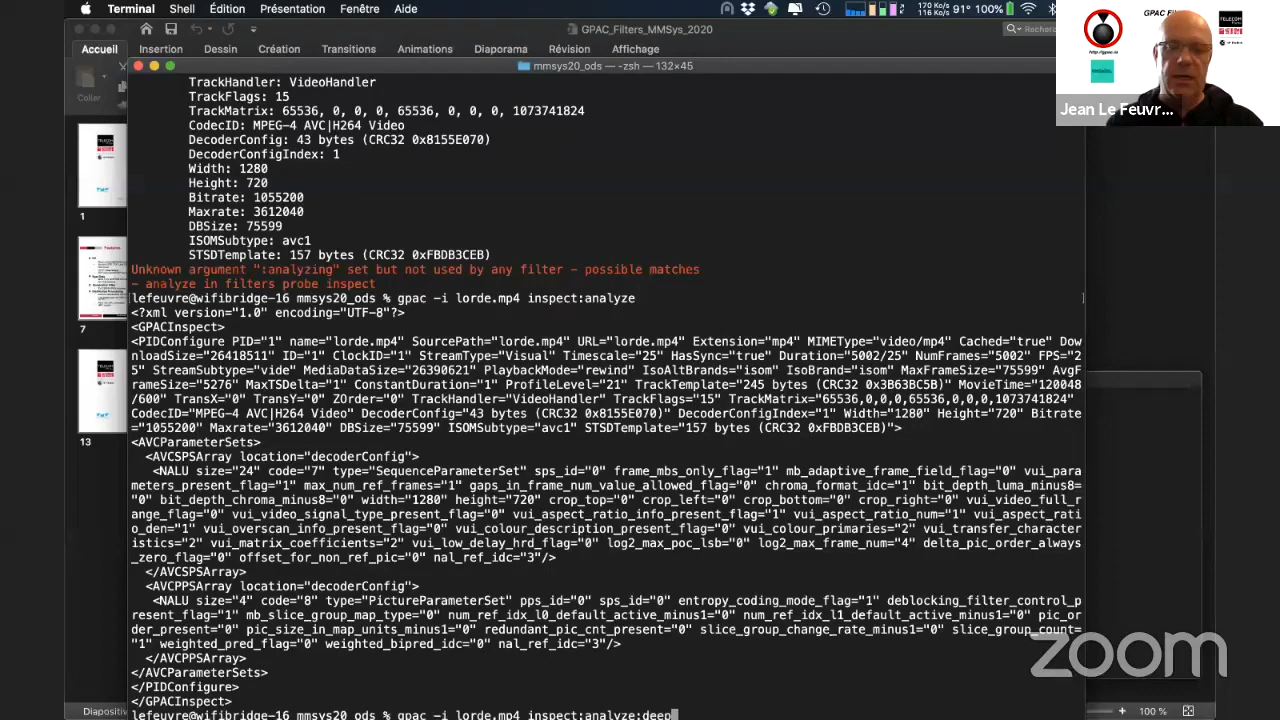 Terminal Shell Édition Présentation Fenêtre Aide
170 Ko/s
116 Ko/s
91% 100%
GPAC_Filters_MMSys_2020
Accueil Insertion Dessin Création Transitions Animations Diaporama Révision Affichage
Coller
mmsys20_ods — -zsh — 132×45
TrackHandler: VideoHandler
TrackFlags: 15
TrackMatrix: 65536, 0, 0, 0, 65536, 0, 0, 0, 1073741824
CodecID: MPEG-4 AVC|H264 Video
DecoderConfig: 43 bytes (CRC32 0x8155E070)
DecoderConfigIndex: 1
Width: 1280
Height: 720
Bitrate: 1055200
Maxrate: 3612040
DBSize: 75599
ISOMSubtype: avc1
STSDTemplate: 157 bytes (CRC32 0xFBDB3CEB)
Unknown argument ":analyzing" set but not used by any filter - possible matches
- analyze in filters probe inspect
lefeuvre@wifibridge-16 mmsys20_ods % gpac -i lorde.mp4 inspect:analyze
<?xml version="1.0" encoding="UTF-8"?>
<GPACInspect>
<PIDConfigure PID="1" name="lorde.mp4" SourcePath="lorde.mp4" URL="lorde.mp4" Extension="mp4" MIMEType="video/mp4" Cached="true" Dow
nloadSize="26418511" ID="1" ClockID="1" StreamType="Visual" Timescale="25" HasSync="true" Duration="5002/25" NumFrames="5002" FPS="2
5" StreamSubtype="vide" MediaDataSize="26390181" PlaybackMode="rewind" IsoAltBrands="isom" IsoBrand="isom" MaxFrameSize="75599" AvgF
rameSize="5276" MaxTSDelta="1" ConstantDuration="1" ProfileLevel="21" TrackTemplate="245 bytes (CRC32 0x3B63BC5B)" MovieTime="120048
/600" TransX="0" TransY="0" ZOrder="0" TrackHandler="VideoHandler" TrackFlags="15" TrackMatrix="65536,0,0,0,65536,0,0,0,1073741824"
CodecID="MPEG-4 AVC|H264 Video" DecoderConfig="43 bytes (CRC32 0x8155E070)" DecoderConfigIndex="1" Width="1280" Height="720" Bitrate
="1055200" Maxrate="3612040" DBSize="75599" ISOMSubtype="avc1" STSDTemplate="157 bytes (CRC32 0xFBDB3CEB)">
<AVCParameterSets>
<AVCSPSArray location="decoderConfig">
<NALU size="24" code="7" type="SequenceParameterSet" sps_id="0" frame_mbs_only_flag="1" mb_adaptive_frame_field_flag="0" vui_para
meters_present_flag="1" max_num_ref_frames="1" gaps_in_frame_num_value_allowed_flag="0" chroma_format_idc="1" bit_depth_luma_minus8=
"0" bit_depth_chroma_minus8="0" width="1280" height="720" crop_top="0" crop_left="0" crop_bottom="0" crop_right="0" vui_video_full_r
ange_flag="0" vui_video_signal_type_present_flag="0" vui_aspect_ratio_info_present_flag="1" vui_aspect_ratio_num="1" vui_aspect_rati
o_den="1" vui_overscan_info_present_flag="0" vui_colour_description_present_flag="0" vui_colour_primaries="2" vui_transfer_character
istics="2" vui_matrix_coefficients="2" vui_low_delay_hrd_flag="0" log2_max_poc_lsb="0" log2_max_frame_num="4" delta_pic_order_always
_zero_flag="0" offset_for_non_ref_pic="0" nal_ref_idc="3"/>
</AVCSPSArray>
<AVCPPSArray location="decoderConfig">
<NALU size="4" code="8" type="PictureParameterSet" pps_id="0" sps_id="0" entropy_coding_mode_flag="1" deblocking_filter_control_p
resent_flag="1" mb_slice_group_map_type="0" num_ref_idx_l0_default_active_minus1="0" num_ref_idx_l1_default_active_minus1="0" pic_or
der_present="0" pic_size_in_map_units_minus1="0" redundant_pic_cnt_present="0" slice_group_change_rate_minus1="0" slice_group_count=
"1" weighted_pred_flag="0" weighted_bipred_idc="0" nal_ref_idc="3"/>
</AVCPPSArray>
</AVCParameterSets>
</PIDConfigure>
</GPACInspect>
lefeuvre@wifibridge-16 mmsys20_ods % gpac -i lorde.mp4 inspect:analyze:deep
1
7
13
Diapositiv
100 %
GPAC
TELECOM
http://gpac.io
Jean Le Feuvr...
zoom